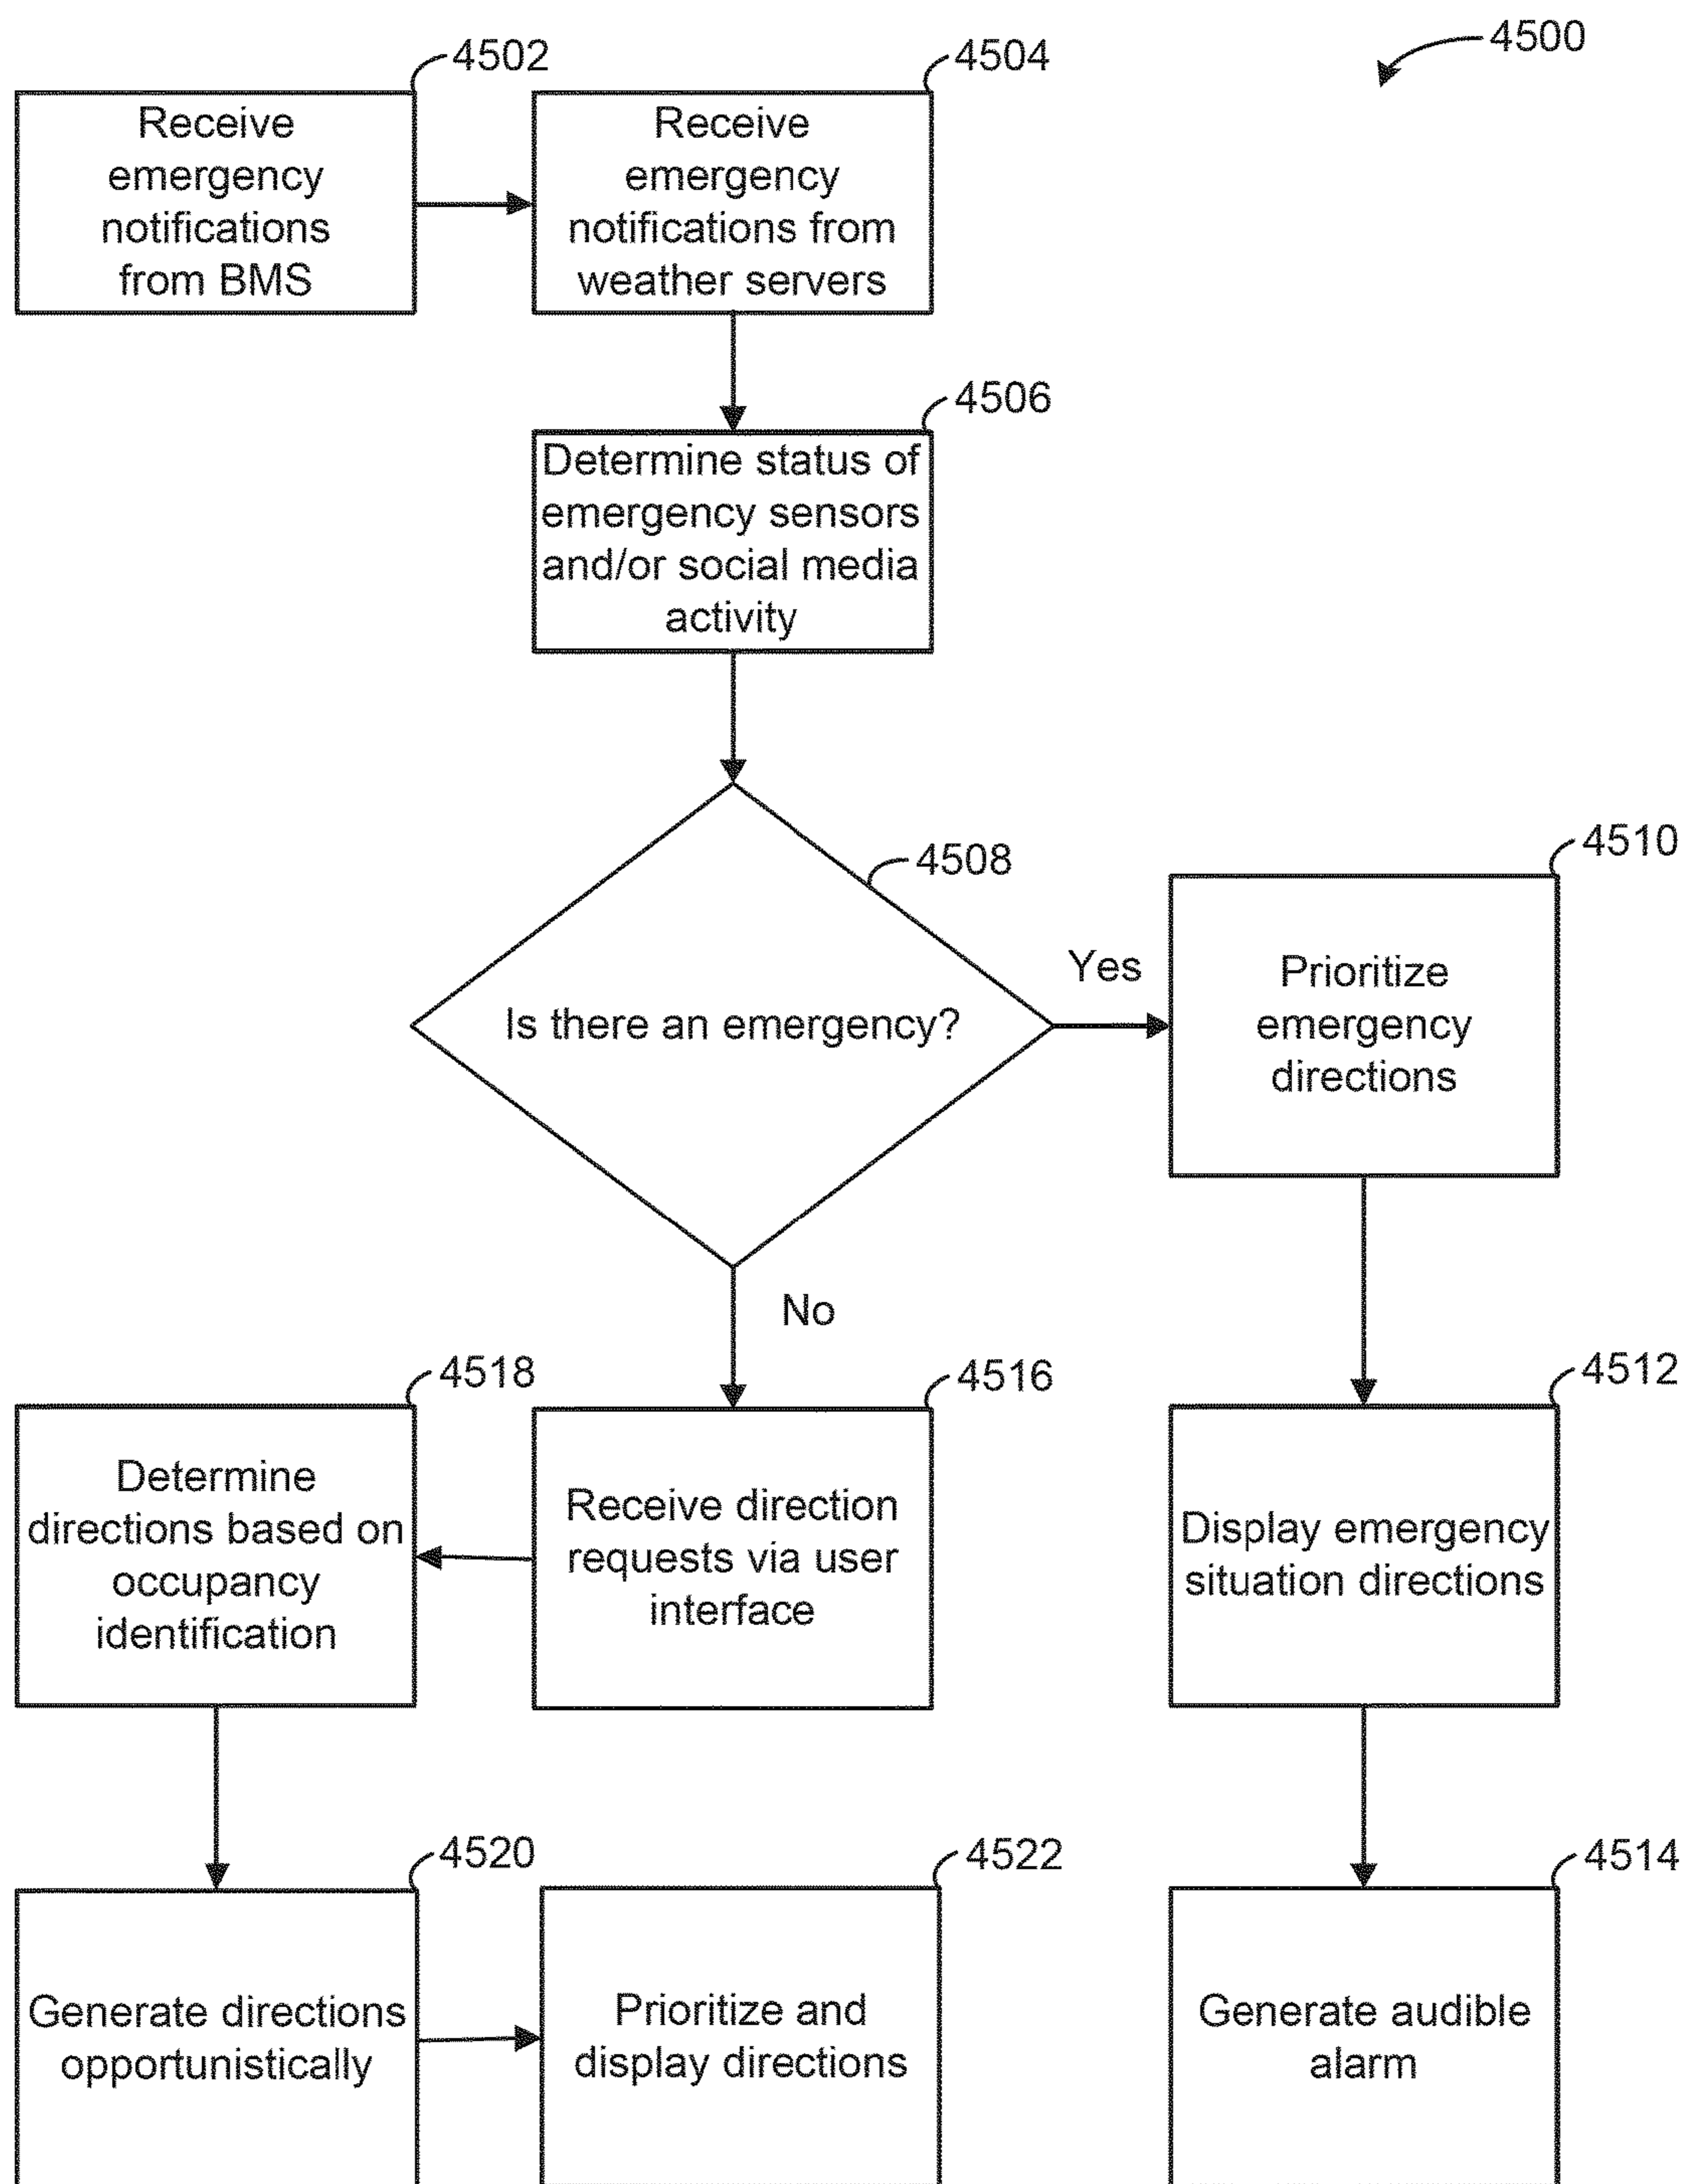 4500
4502
Receive
emergency
notifications
from BMS
4504
Receive
emergency
notifications from
weather servers
4506
Determine status of
emergency sensors
and/or social media
activity
4508
Is there an emergency?
Yes
No
4510
Prioritize
emergency
directions
4512
Display emergency
situation directions
4514
Generate audible
alarm
4516
Receive direction
requests via user
interface
4518
Determine
directions based on
occupancy
identification
4520
Generate directions
opportunistically
4522
Prioritize and
display directions